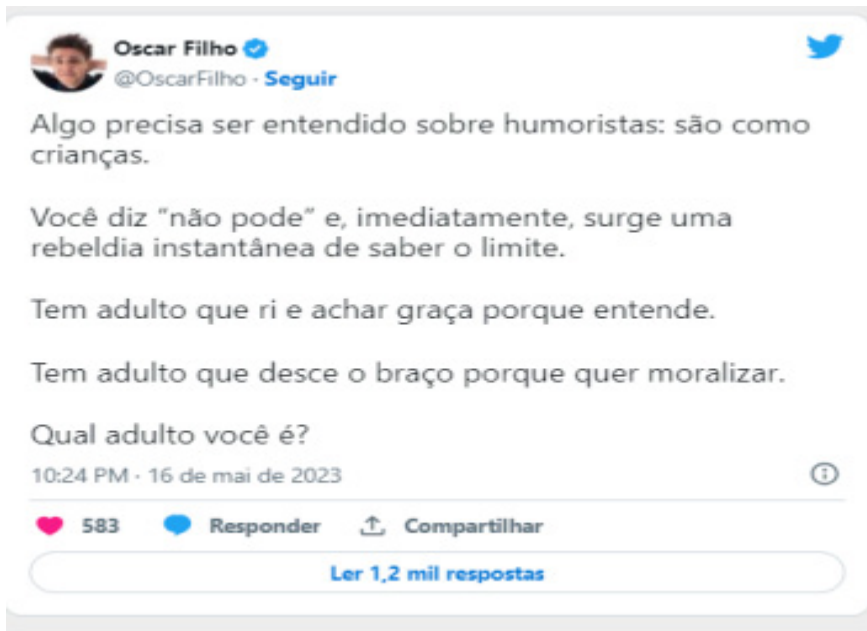 Oscar Filho
@OscarFilho · Seguir
Algo precisa ser entendido sobre humoristas: são como
crianças.
Você diz "não pode" e, imediatamente, surge uma
rebeldia instantânea de saber o limite.
Tem adulto que ri e achar graça porque entende.
Tem adulto que desce o braço porque quer moralizar.
Qual adulto você é?
10:24 PM · 16 de mai de 2023
583 Responder Compartilhar
Ler 1,2 mil respostas